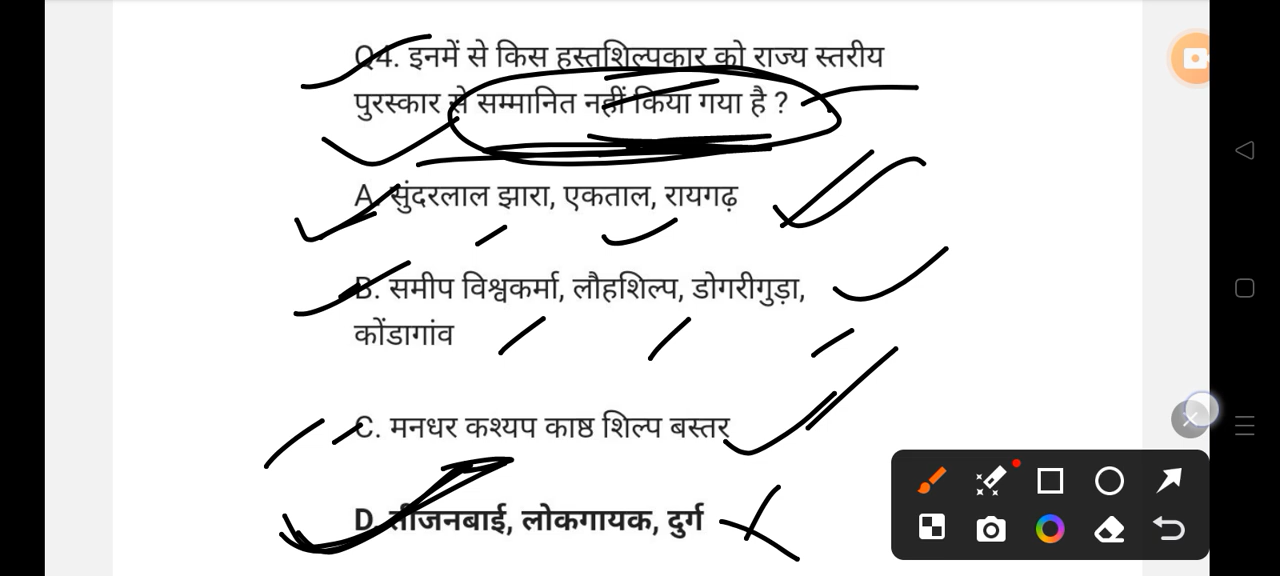 Q4. इनमें से किस हस्तशिल्पकार को राज्य स्तरीय
पुरस्कार से सम्मानित नहीं किया गया है ?
A. सुंदरलाल झारा, एकताल, रायगढ़
B. समीप विश्वकर्मा, लौहशिल्प, डोगरीगुड़ा,
कोंडागांव
C. मनधर कश्यप काष्ठ शिल्प बस्तर
D. तीजनबाई, लोकगायक, दुर्ग